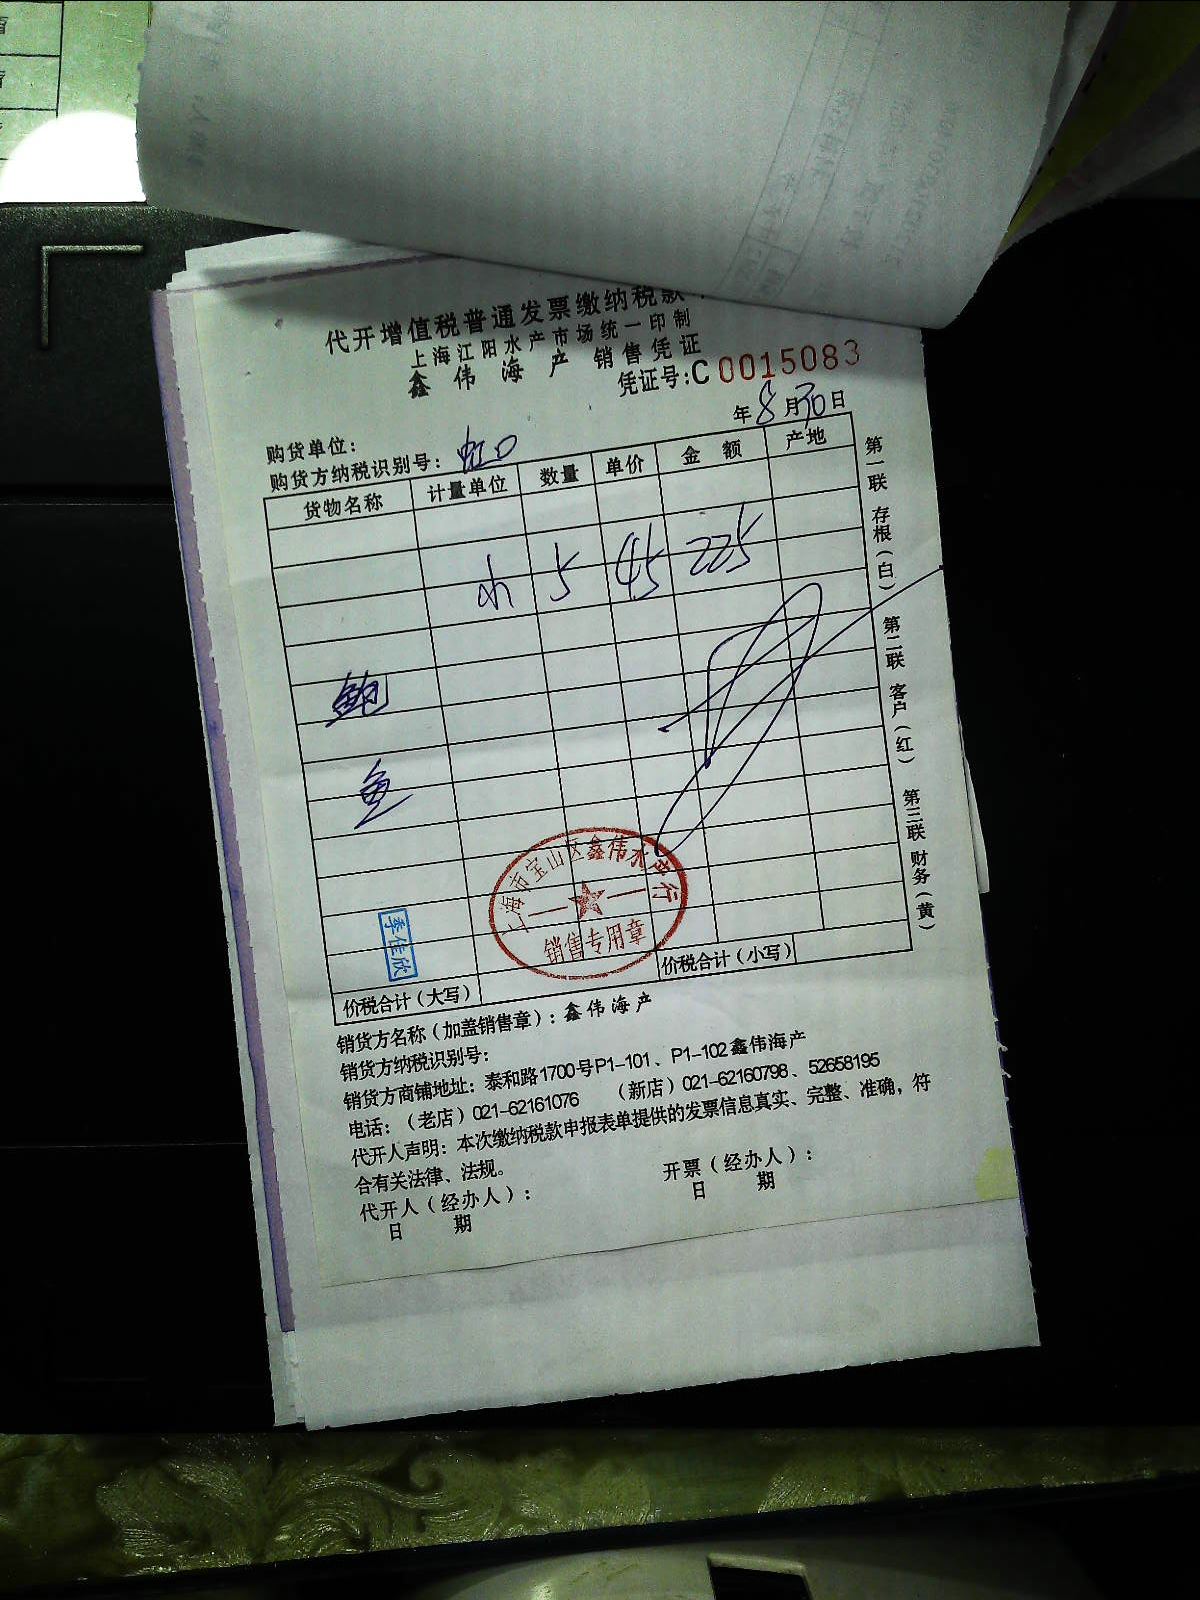 代开增值税普通发票缴纳税款
上海江阳水产市场统一印制
鑫伟海产销售凭证
凭证号:C0015083
年8月30日
购货单位:
购货方纳税识别号: 虹口
货物名称 计量单位 数量 单价 金额 产地
5 45 225
鲍
鱼
李佳欣
上海市宝山区鑫伟水产行
销售专用章
价税合计(大写) 价税合计(小写)
第一联 存根(白) 第二联 客户(红) 第三联 财务(黄)
销货方名称(加盖销售章):鑫伟海产
销货方纳税识别号:
销货方商铺地址:泰和路1700号P1-101、P1-102鑫伟海产
电话:(老店)021-62161076 (新店)021-62160798、52658195
代开人声明:本次缴纳税款申报表单提供的发票信息真实、完整、准确,符
合有关法律、法规。
代开人(经办人): 开票(经办人):
日 期 日 期